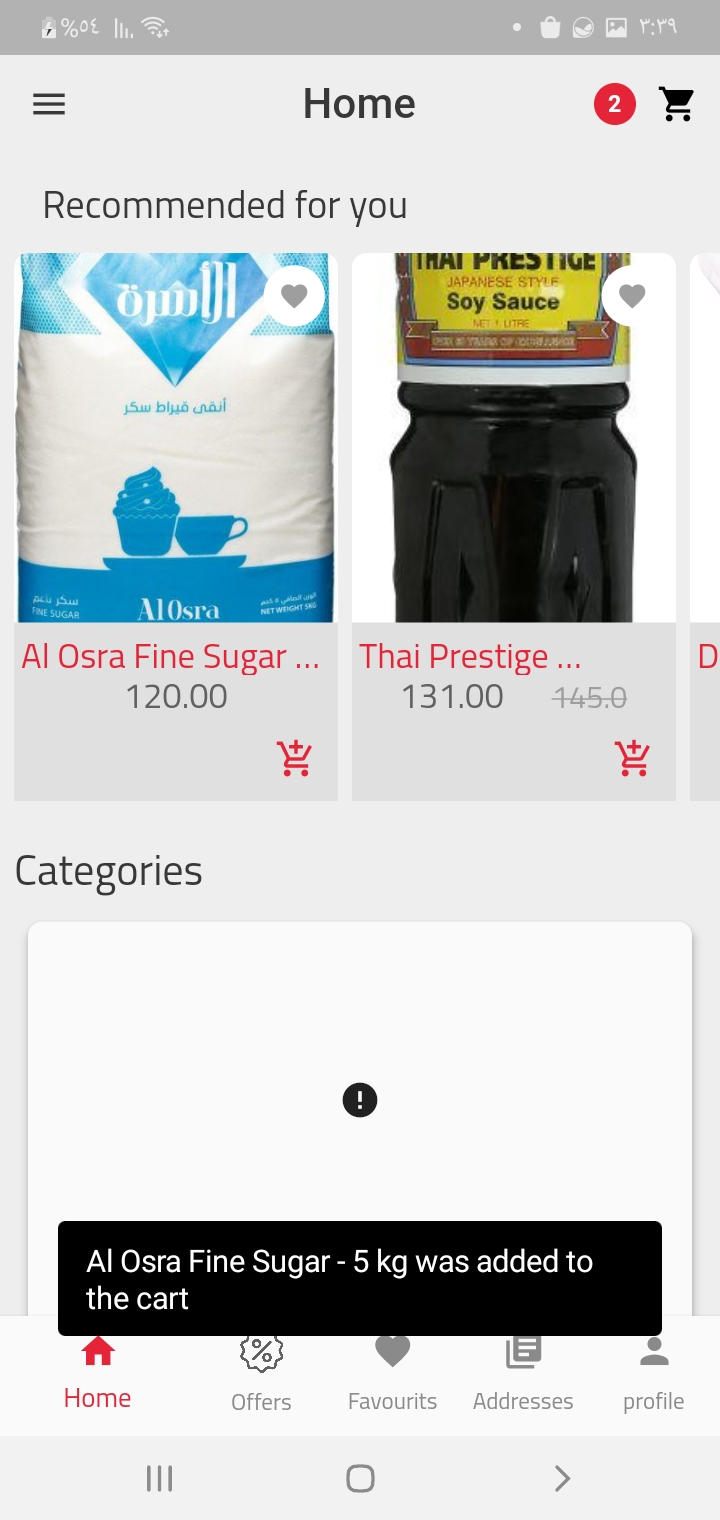 %٥٤
٣:٣٩
Home
2
Recommended for you
الأسرة
أنقى قيراط سكر
سكر ناعم
FINE SUGAR
Al Osra
الوزن الصافي ٥ كجم
NET WEIGHT 5KG
THAI PRESTIGE
JAPANESE STYLE
Soy Sauce
NET 1 LITRE
Al Osra Fine Sugar ...
120.00
Thai Prestige ...
131.00 145.0
D
Categories
Al Osra Fine Sugar - 5 kg was added to
the cart
Home
Offers
Favourits
Addresses
profile